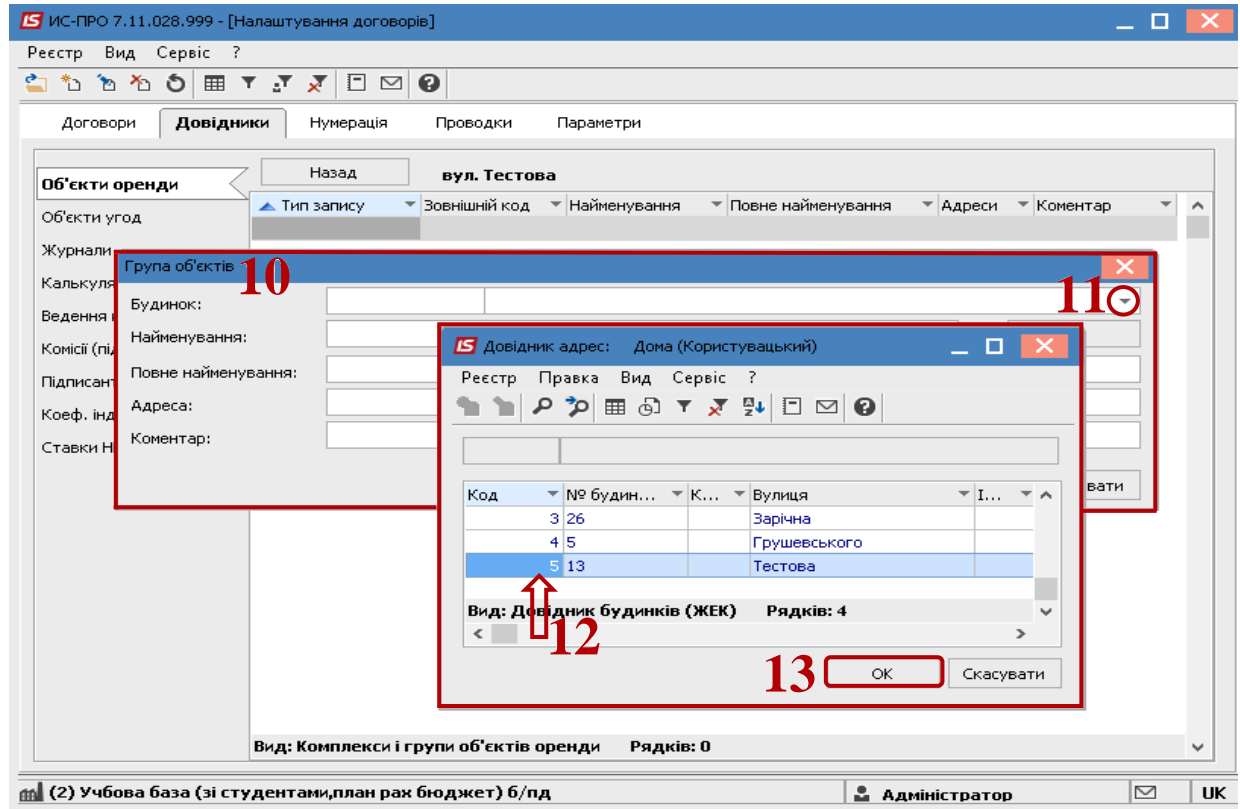 ИС-ПРО 7.11.028.999 - [Налаштування договорів]
Реєстр Вид Сервіс ?
Договори Довідники Нумерація Проводки Параметри
Об'єкти оренди Назад вул. Тестова
Тип запису Зовнішній код Найменування Повне найменування Адреси Коментар
Об'єкти угод
Журнали
Група об'єктів 10
Калькуля
Будинок: 11
Ведення
Найменування:
Комісії (пі
Повне найменування:
Підписант
Адреса:
Коеф. інд
Коментар:
Ставки Н
вати
Довідник адрес: Дома (Користувацький)
Реєстр Правка Вид Сервіс ?
Код № будин... К... Вулиця І...
3 26 Зарічна
4 5 Грушевського
5 13 Тестова
Вид: Довідник будинків (ЖЕК) Рядків: 4
12
13 ОК Скасувати
Вид: Комплекси і групи об'єктів оренди Рядків: 0
(2) Учбова база (зі студентами,план рах бюджет) б/пд Адміністратор UK